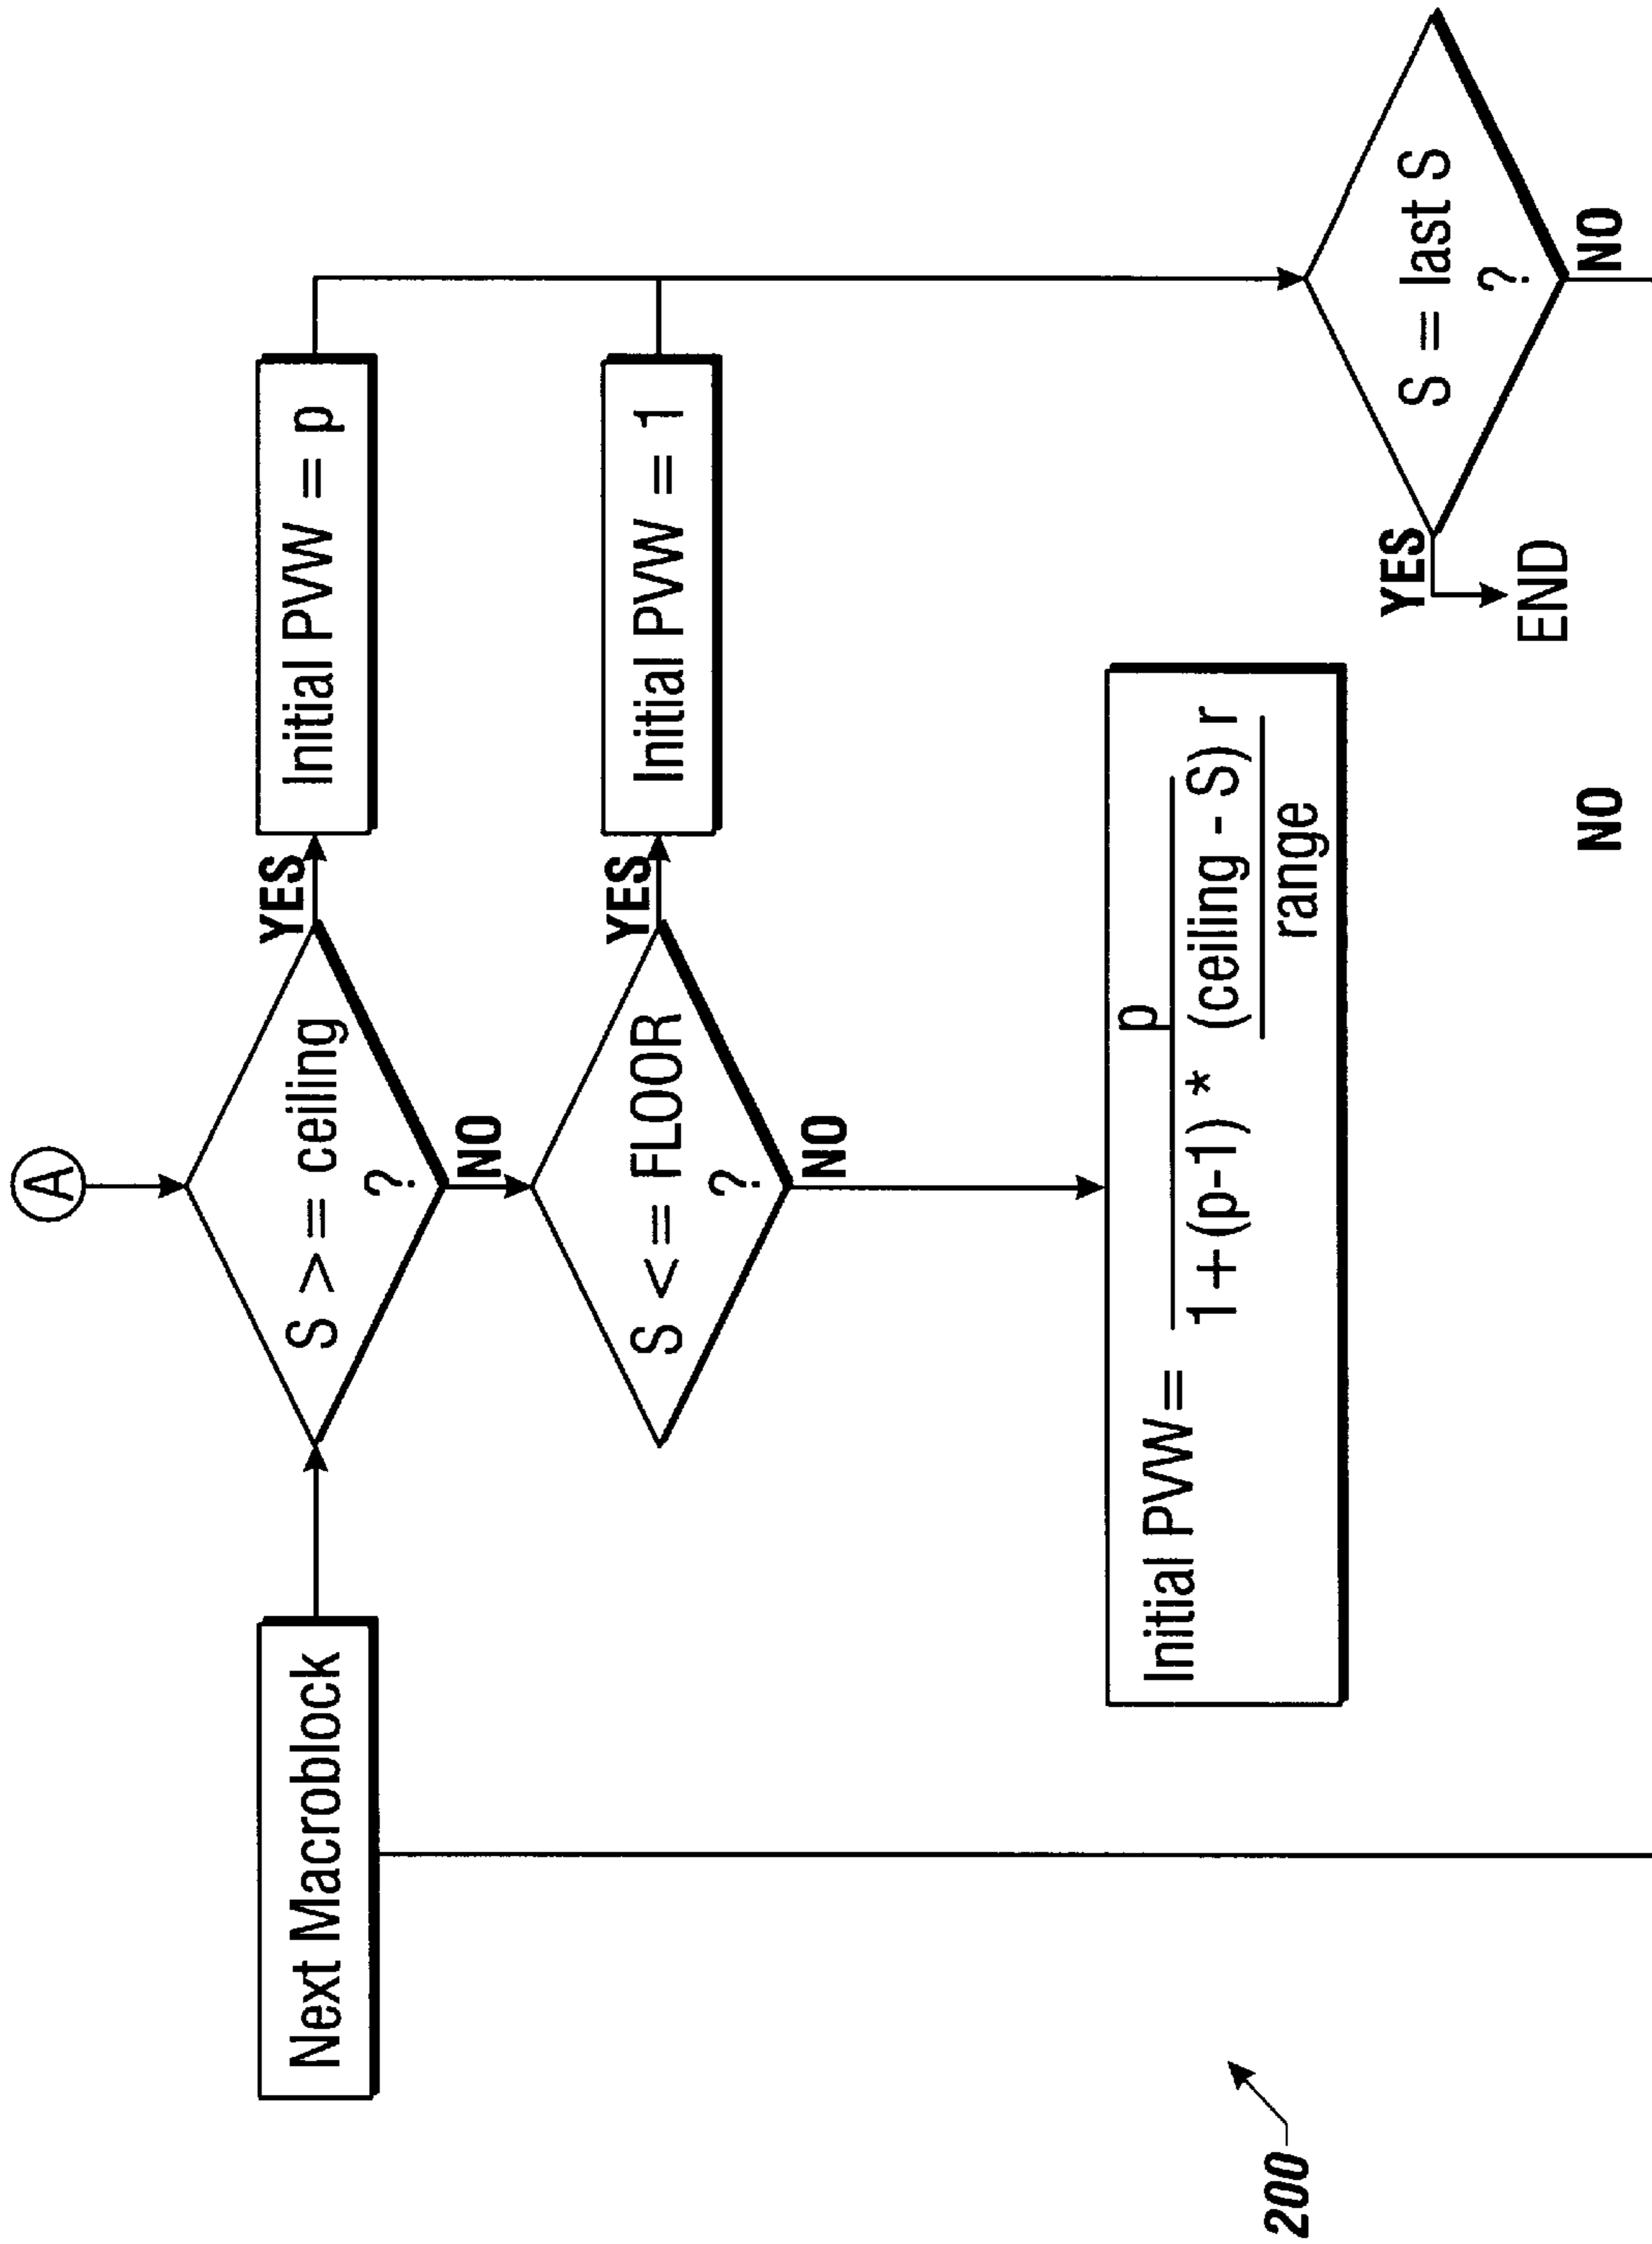 A
Next Macroblock
S >= ceiling
?
YES
Initial PVW = p
NO
S <= FLOOR
?
YES
Initial PVW = 1
NO
Initial PVW =
p
1 + (p-1) * (ceiling - S) r
range
S = last S
?
YES
END
NO
NO
200